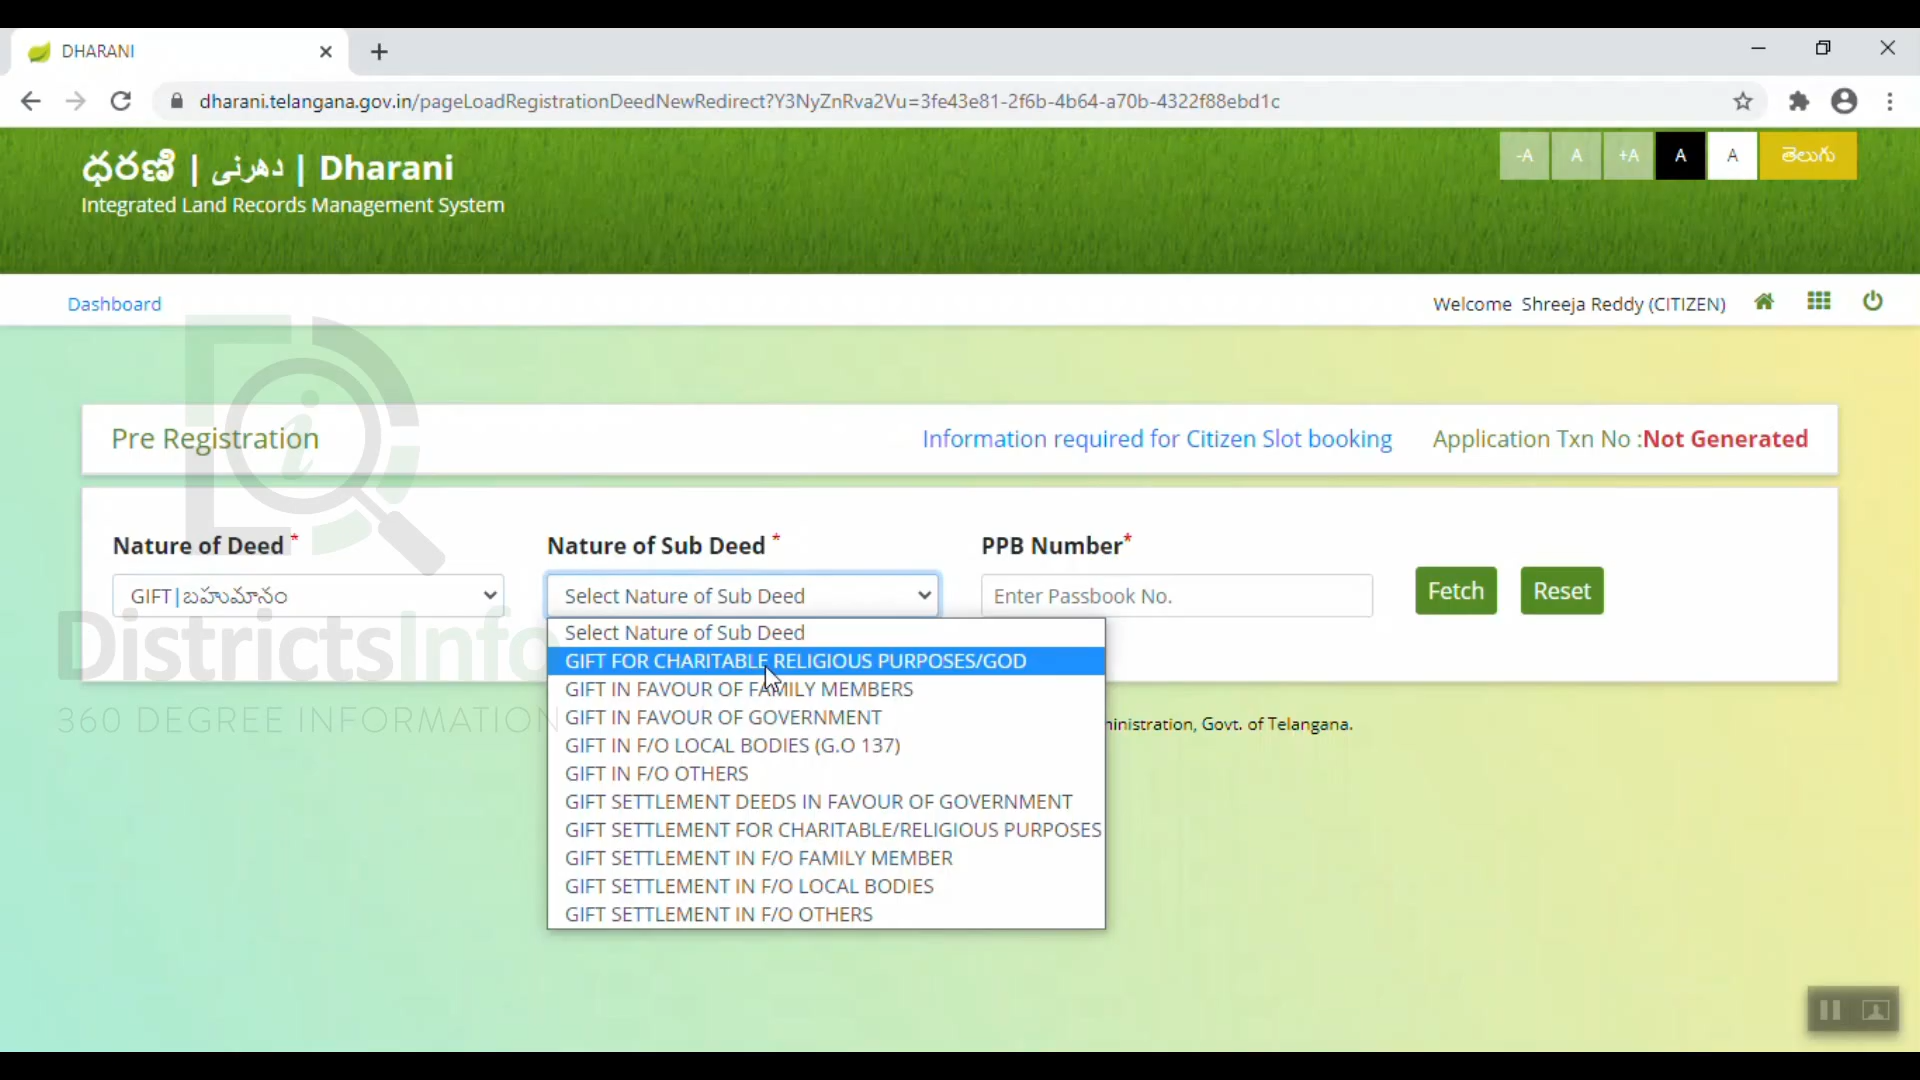 DHARANI
dharani.telangana.gov.in/pageLoadRegistrationDeedNewRedirect?Y3NyZnRva2Vu=3fe43e81-2f6b-4b64-a70b-4322f88ebd1c
ధరణి | دھرنی | Dharani
Integrated Land Records Management System
-A A +A A A తెలుగు
Dashboard
Welcome Shreeja Reddy (CITIZEN)
Pre Registration
Information required for Citizen Slot booking
Application Txn No :Not Generated
Nature of Deed *
Nature of Sub Deed *
PPB Number*
GIFT|బహుమానం
Select Nature of Sub Deed
Enter Passbook No.
Fetch
Reset
Select Nature of Sub Deed
GIFT FOR CHARITABLE RELIGIOUS PURPOSES/GOD
GIFT IN FAVOUR OF FAMILY MEMBERS
GIFT IN FAVOUR OF GOVERNMENT
GIFT IN F/O LOCAL BODIES (G.O 137)
GIFT IN F/O OTHERS
GIFT SETTLEMENT DEEDS IN FAVOUR OF GOVERNMENT
GIFT SETTLEMENT FOR CHARITABLE/RELIGIOUS PURPOSES
GIFT SETTLEMENT IN F/O FAMILY MEMBER
GIFT SETTLEMENT IN F/O LOCAL BODIES
GIFT SETTLEMENT IN F/O OTHERS
ministration, Govt. of Telangana.
DistrictsInfo
360 DEGREE INFORMATION